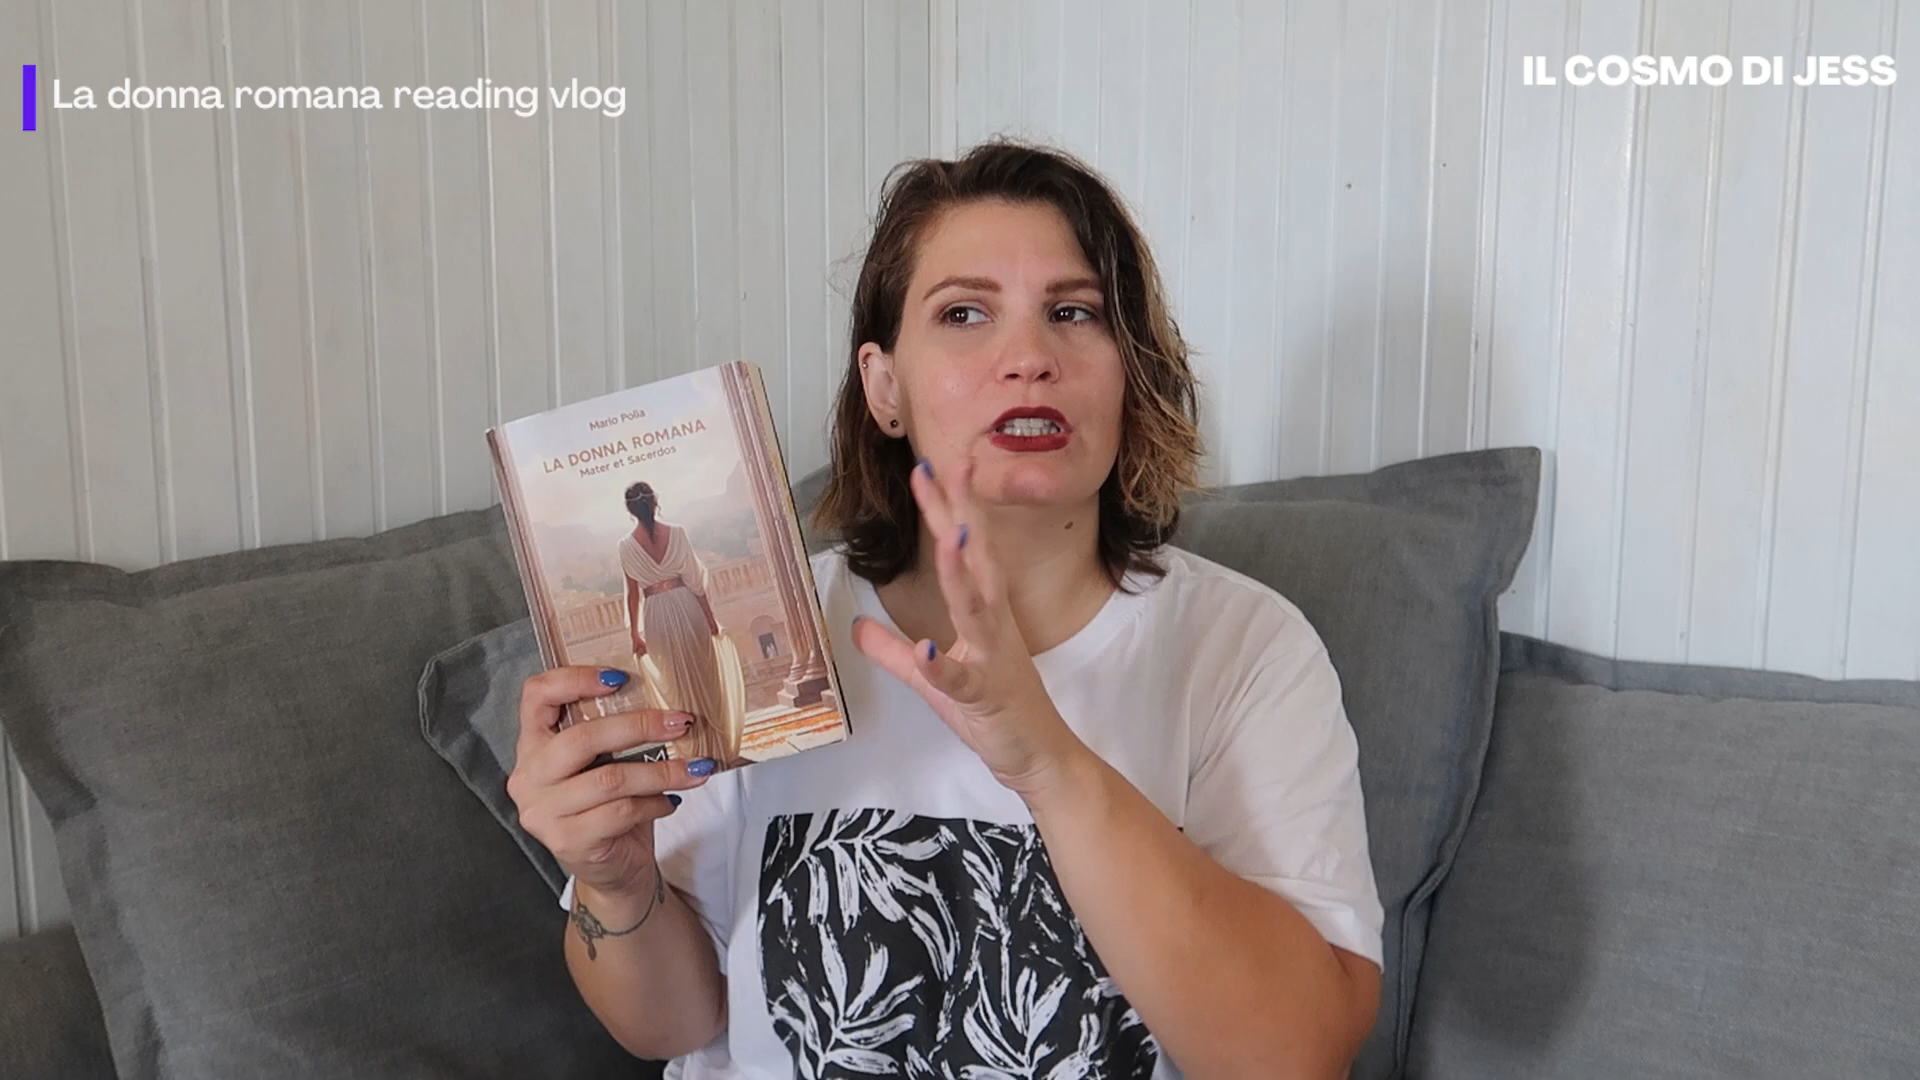 La donna romana reading vlog
IL COSMO DI JESS
Mario Polia
LA DONNA ROMANA
Mater et Sacerdos
M